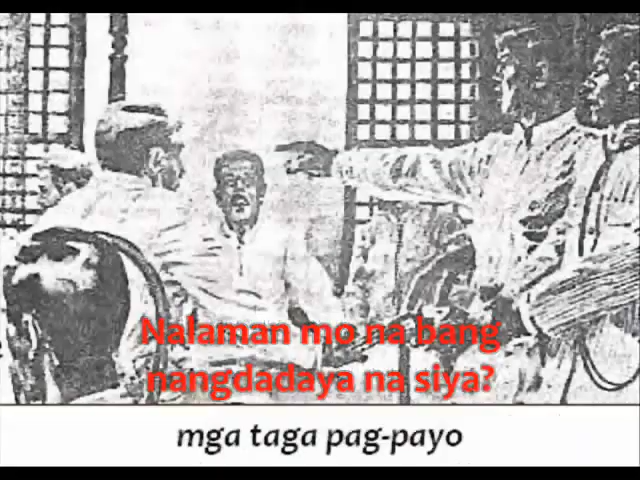 Nalaman mo na bang
nangdadaya na siya?
mga taga pag-payo